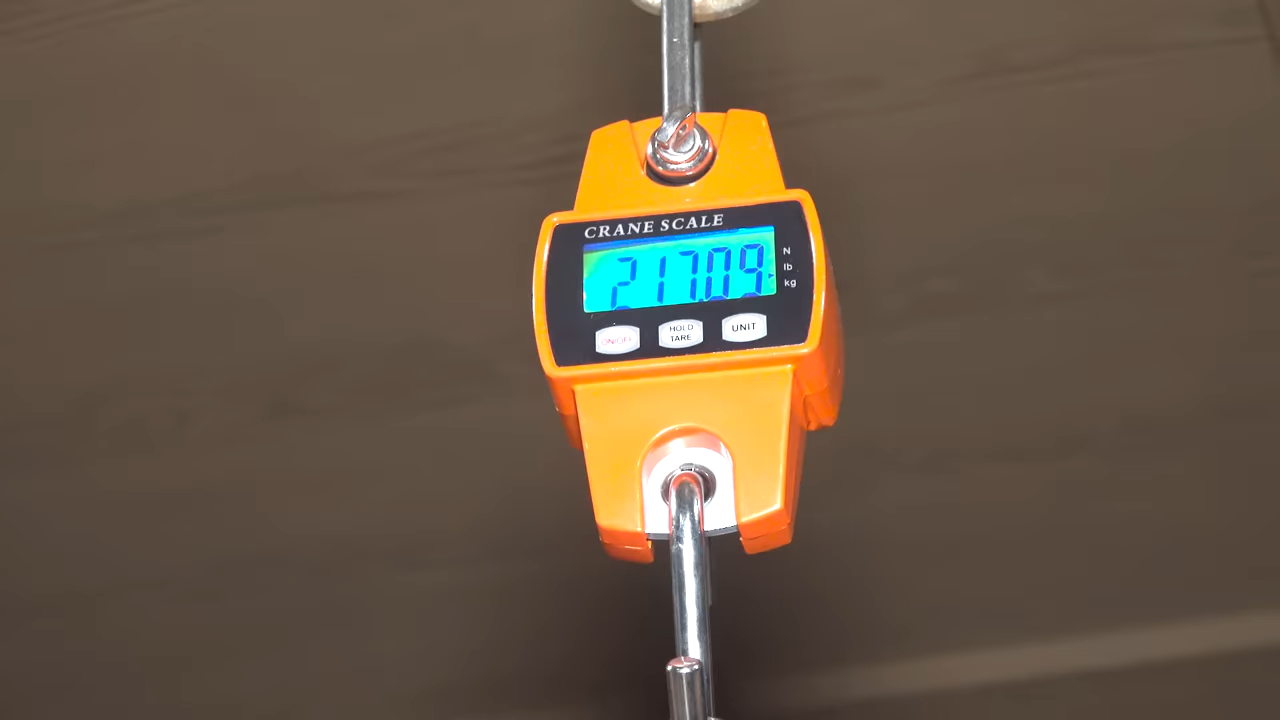 CRANE SCALE
217.09
N
lb
kg
ON/OFF
HOLD
TARE
UNIT